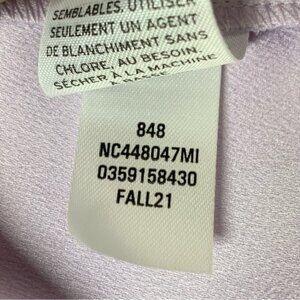 SEMBLABLES. UTILISER
SEULEMENT UN AGENT
DE BLANCHIMENT SANS
CHLORE, AU BESOIN.
SÉCHER À LA MACHINE
848
NC448047MI
0359158430
FALL21